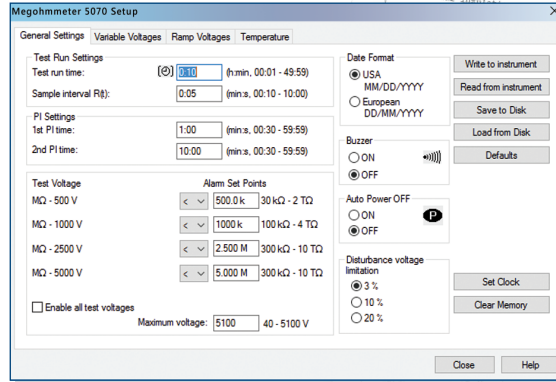 Megohmmeter 5070 Setup
General Settings Variable Voltages Ramp Voltages Temperature
Test Run Settings
Test run time: 0:10 (h:min, 00:01 - 49:59)
Sample interval R(t): 0:05 (min:s, 00:10 - 10:00)
PI Settings
1st PI time: 1:00 (min:s, 00:30 - 59:59)
2nd PI time: 10:00 (min:s, 00:30 - 59:59)
Test Voltage Alarm Set Points
MΩ - 500 V < 500.0 k 30 kΩ - 2 TΩ
MΩ - 1000 V < 1000 k 100 kΩ - 4 TΩ
MΩ - 2500 V < 2.500 M 300 kΩ - 10 TΩ
MΩ - 5000 V < 5.000 M 300 kΩ - 10 TΩ
Enable all test voltages
Maximum voltage: 5100 40 - 5100 V
Date Format
USA
MM/DD/YYYY
European
DD/MM/YYYY
Buzzer
ON
OFF
Auto Power OFF
ON
P
OFF
Disturbance voltage
limitation
3 %
10 %
20 %
Write to instrument
Read from instrument
Save to Disk
Load from Disk
Defaults
Set Clock
Clear Memory
Close Help